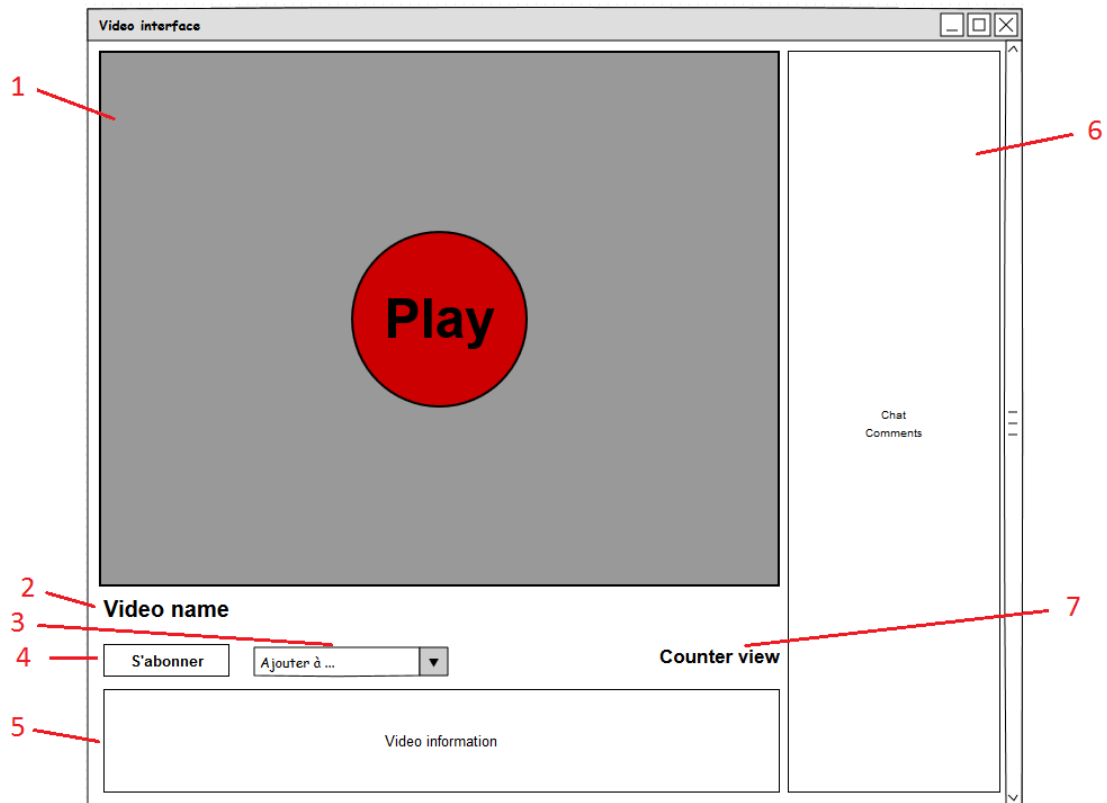 Video interface
1
Play
6
Chat
Comments
2
Video name
3
7
4
S'abonner
Ajouter à ...
Counter view
5
Video information